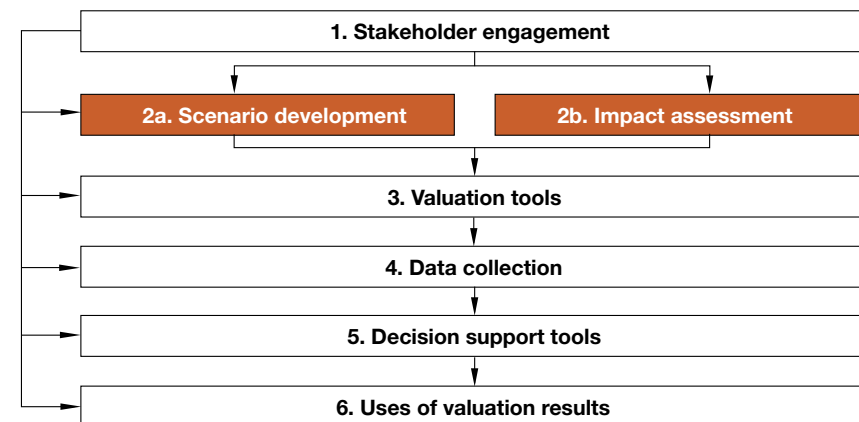 1. Stakeholder engagement
2a. Scenario development
2b. Impact assessment
3. Valuation tools
4. Data collection
5. Decision support tools
6. Uses of valuation results